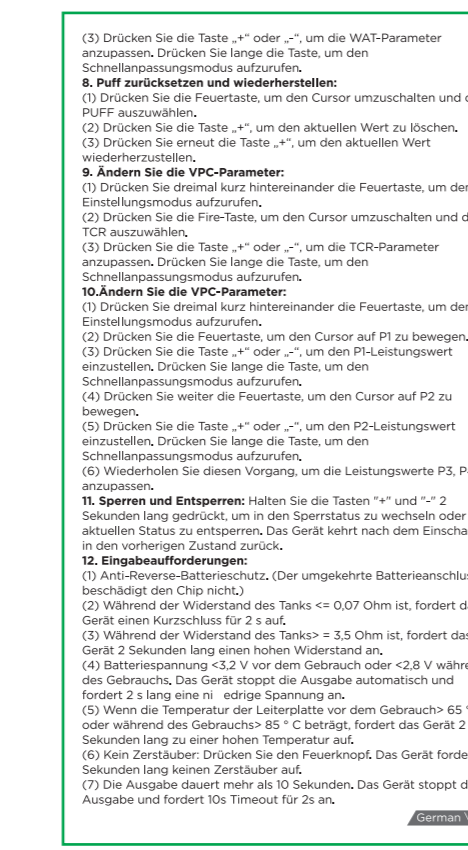 (3) Drücken Sie die Taste „+“ oder „-“, um die WAT-Parameter
anzupassen. Drücken Sie lange die Taste, um den
Schnellanpassungsmodus aufzurufen.
8. Puff zurücksetzen und wiederherstellen:
(1) Drücken Sie die Feuertaste, um den Cursor umzuschalten und
PUFF auszuwählen.
(2) Drücken Sie die Taste „+“, um den aktuellen Wert zu löschen.
(3) Drücken Sie erneut die Taste „+“, um den aktuellen Wert
wiederherzustellen.
9. Ändern Sie die VPC-Parameter:
(1) Drücken Sie dreimal kurz hintereinander die Feuertaste, um
Einstellungsmodus aufzurufen.
(2) Drücken Sie die Fire-Taste, um den Cursor umzuschalten und
TCR auszuwählen.
(3) Drücken Sie die Taste „+“ oder „-“, um die TCR-Parameter
anzupassen. Drücken Sie lange die Taste, um den
Schnellanpassungsmodus aufzurufen.
10.Ändern Sie die VPC-Parameter:
(1) Drücken Sie dreimal kurz hintereinander die Feuertaste, um
Einstellungsmodus aufzurufen.
(2) Drücken Sie die Feuertaste, um den Cursor auf P1 zu bewegen.
(3) Drücken Sie die Taste „+“ oder „-“, um den P1-Leistungswert
einzustellen. Drücken Sie lange die Taste, um den
Schnellanpassungsmodus aufzurufen.
(4) Drücken Sie weiter die Feuertaste, um den Cursor auf P2 zu
bewegen.
(5) Drücken Sie die Taste „+“ oder „-“, um den P2-Leistungswert
einzustellen. Drücken Sie lange die Taste, um den
Schnellanpassungsmodus aufzurufen.
(6) Wiederholen Sie diesen Vorgang, um die Leistungswerte P3,
anzupassen.
11. Sperren und Entsperren: Halten Sie die Tasten "+" und "-" 2
Sekunden lang gedrückt, um in den Sperrstatus zu wechseln oder
aktuellen Status zu entsperren. Das Gerät kehrt nach dem
in den vorherigen Zustand zurück.
12. Eingabeaufforderungen:
(1) Anti-Reverse-Batterieschutz. (Der umgekehrte
beschädigt den Chip nicht.)
(2) Während der Widerstand des Tanks <= 0,07 Ohm ist, fordert
Gerät einen Kurzschluss für 2 s auf.
(3) Während der Widerstand des Tanks> = 3,5 Ohm ist, fordert
Gerät 2 Sekunden lang einen hohen Widerstand an.
(4) Batteriespannung <3,2 V vor dem Gebrauch oder <2,8 V
des Gebrauchs. Das Gerät stoppt die Ausgabe automatisch und
fordert 2 s lang eine ni edrige Spannung an.
(5) Wenn die Temperatur der Leiterplatte vor dem Gebrauch> 65 °
oder während des Gebrauchs> 85 ° C beträgt, fordert das Gerät 2
Sekunden lang zu einer hohen Temperatur auf.
(6) Kein Zerstäuber: Drücken Sie den Feuerknopf. Das Gerät
Sekunden lang keinen Zerstäuber auf.
(7) Die Ausgabe dauert mehr als 10 Sekunden. Das Gerät stoppt
Ausgabe und fordert 10s Timeout für 2s an.
German